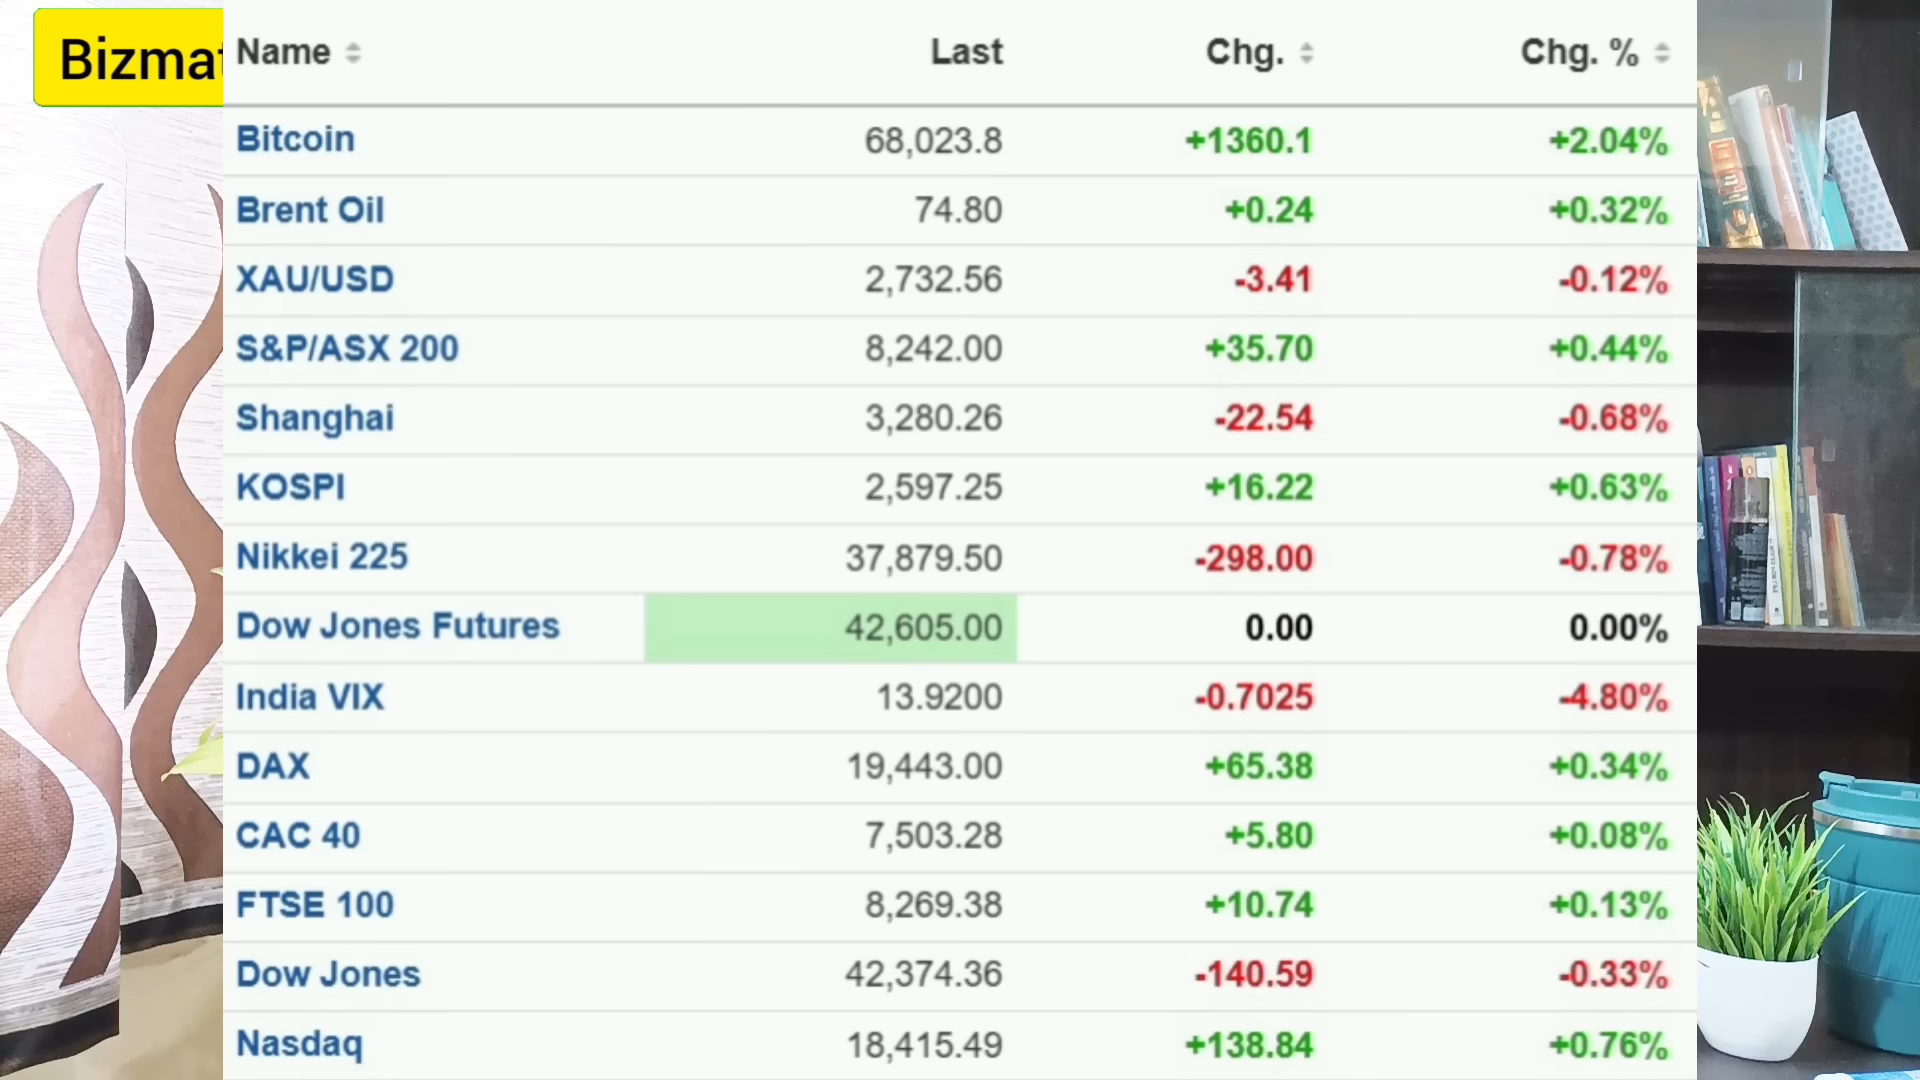 Bizmat
Name Last Chg. Chg. %
Bitcoin 68,023.8 +1360.1 +2.04%
Brent Oil 74.80 +0.24 +0.32%
XAU/USD 2,732.56 -3.41 -0.12%
S&P/ASX 200 8,242.00 +35.70 +0.44%
Shanghai 3,280.26 -22.54 -0.68%
KOSPI 2,597.25 +16.22 +0.63%
Nikkei 225 37,879.50 -298.00 -0.78%
Dow Jones Futures 42,605.00 0.00 0.00%
India VIX 13.9200 -0.7025 -4.80%
DAX 19,443.00 +65.38 +0.34%
CAC 40 7,503.28 +5.80 +0.08%
FTSE 100 8,269.38 +10.74 +0.13%
Dow Jones 42,374.36 -140.59 -0.33%
Nasdaq 18,415.49 +138.84 +0.76%